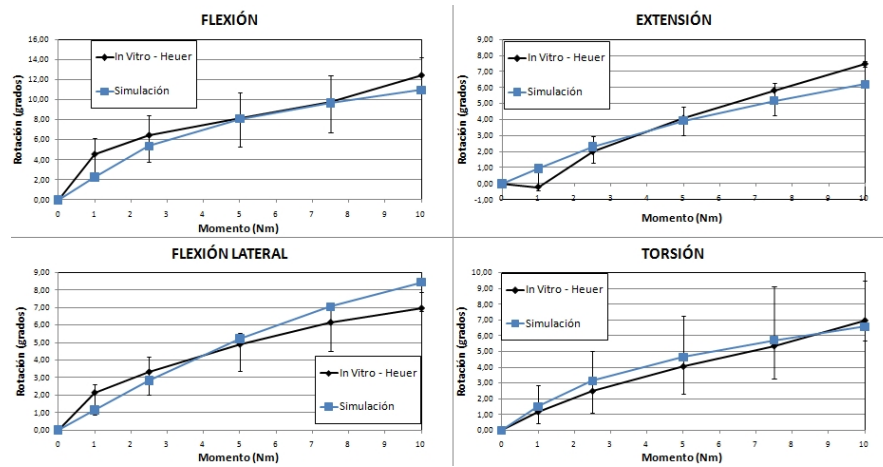 FLEXIÓN
Rotación (grados)
16,00
14,00
12,00
10,00
8,00
6,00
4,00
2,00
0,00
In Vitro - Heuer
Simulación
0 1 2 3 4 5 6 7 8 9 10
Momento (Nm)
EXTENSIÓN
Rotación (grados)
9,00
8,00
7,00
6,00
5,00
4,00
3,00
2,00
1,00
0,00
-1,00
In Vitro - Heuer
Simulación
0 1 2 3 4 5 6 7 8 9 10
Momento (Nm)
FLEXIÓN LATERAL
Rotación (grados)
9,00
8,00
7,00
6,00
5,00
4,00
3,00
2,00
1,00
0,00
In Vitro - Heuer
Simulación
0 1 2 3 4 5 6 7 8 9 10
Momento (Nm)
TORSIÓN
Rotación (grados)
10,00
9,00
8,00
7,00
6,00
5,00
4,00
3,00
2,00
1,00
0,00
In Vitro - Heuer
Simulación
0 1 2 3 4 5 6 7 8 9 10
Momento (Nm)